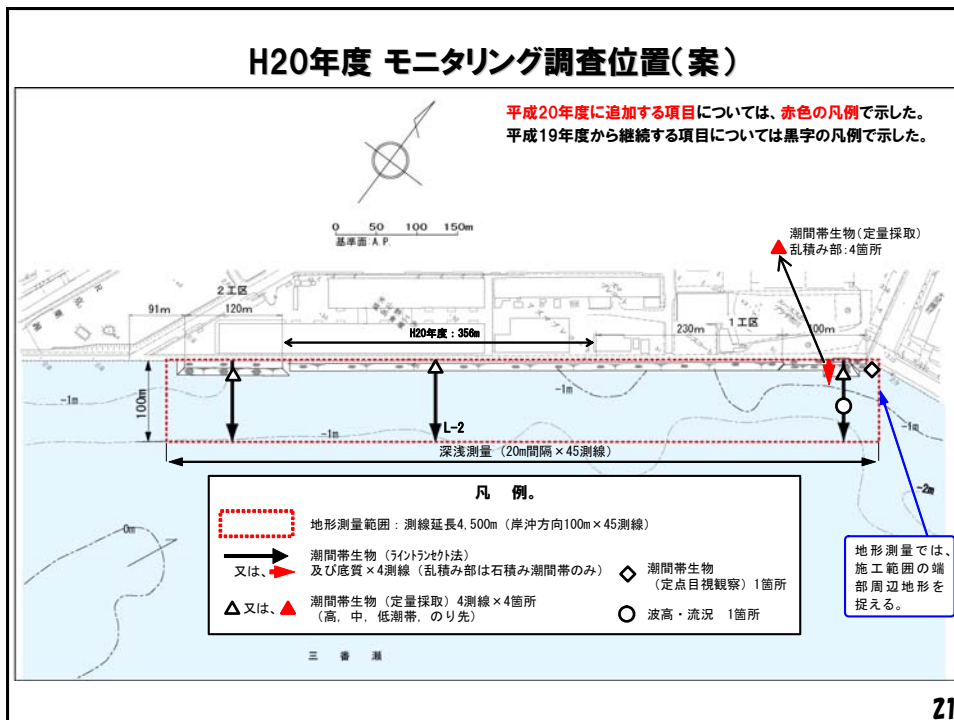 H20年度 モニタリング調査位置(案)
平成20年度に追加する項目については、赤色の凡例で示した。
平成19年度から継続する項目については黒字の凡例で示した。
0 50 100 150m
基準面:A.P.
潮間帯生物(定量採取)
乱積み部:4箇所
2工区
91m
120m
H20年度:356m
230m
1工区
100m
100m
-1m
-1m
-1m
-1m
-2m
0m
L-2
深浅測量 (20m間隔×45測線)
凡 例。
地形測量範囲:測線延長4,500m (岸沖方向100m×45測線)
潮間帯生物 (ライントランセクト法)
又は、 及び底質×4測線 (乱積み部は石積み潮間帯のみ)
又は、 潮間帯生物 (定量採取) 4測線×4箇所
(高, 中, 低潮帯, のり先)
潮間帯生物
(定点目視観察) 1箇所
波高・流況 1箇所
地形測量では、
施工範囲の端
部周辺地形を
捉える。
三 番 瀬
21